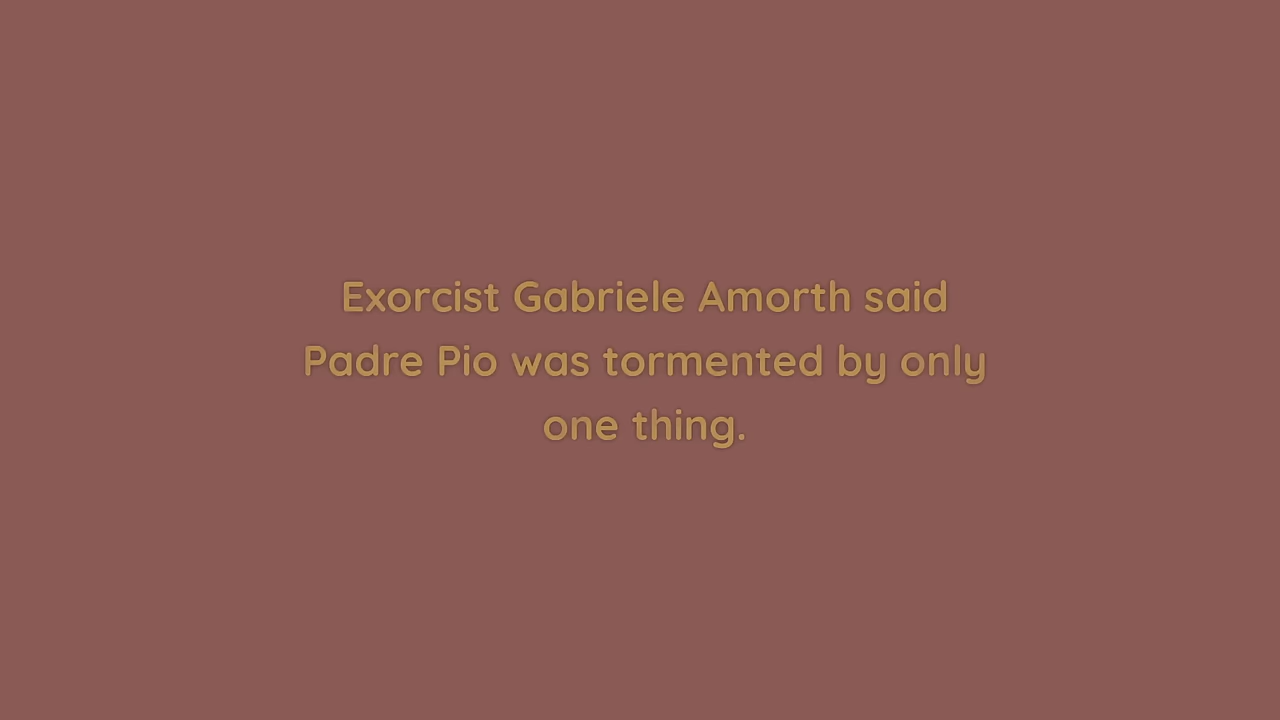 Exorcist Gabriele Amorth said
Padre Pio was tormented by only
one thing.